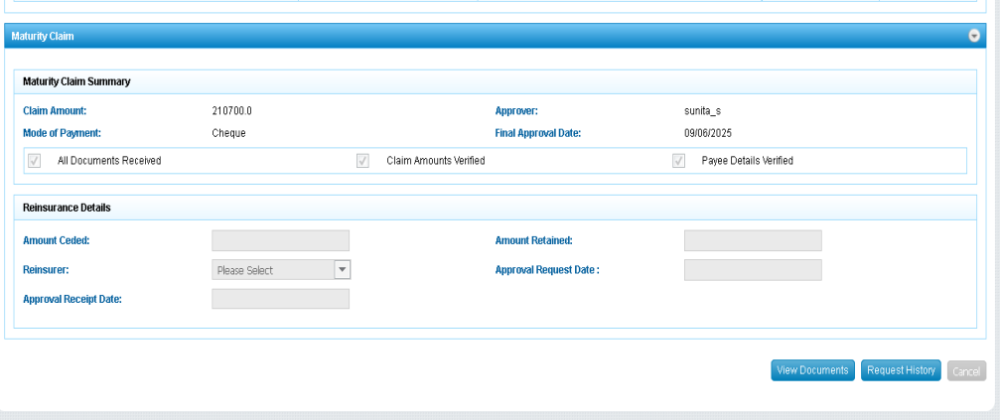 Maturity Claim
Maturity Claim Summary
Claim Amount: 210700.0 Approver: sunita_s
Mode of Payment: Cheque Final Approval Date: 09/06/2025
All Documents Received Claim Amounts Verified Payee Details Verified
Reinsurance Details
Amount Ceded: Amount Retained:
Reinsurer: Please Select Approval Request Date :
Approval Receipt Date:
View Documents Request History Cancel